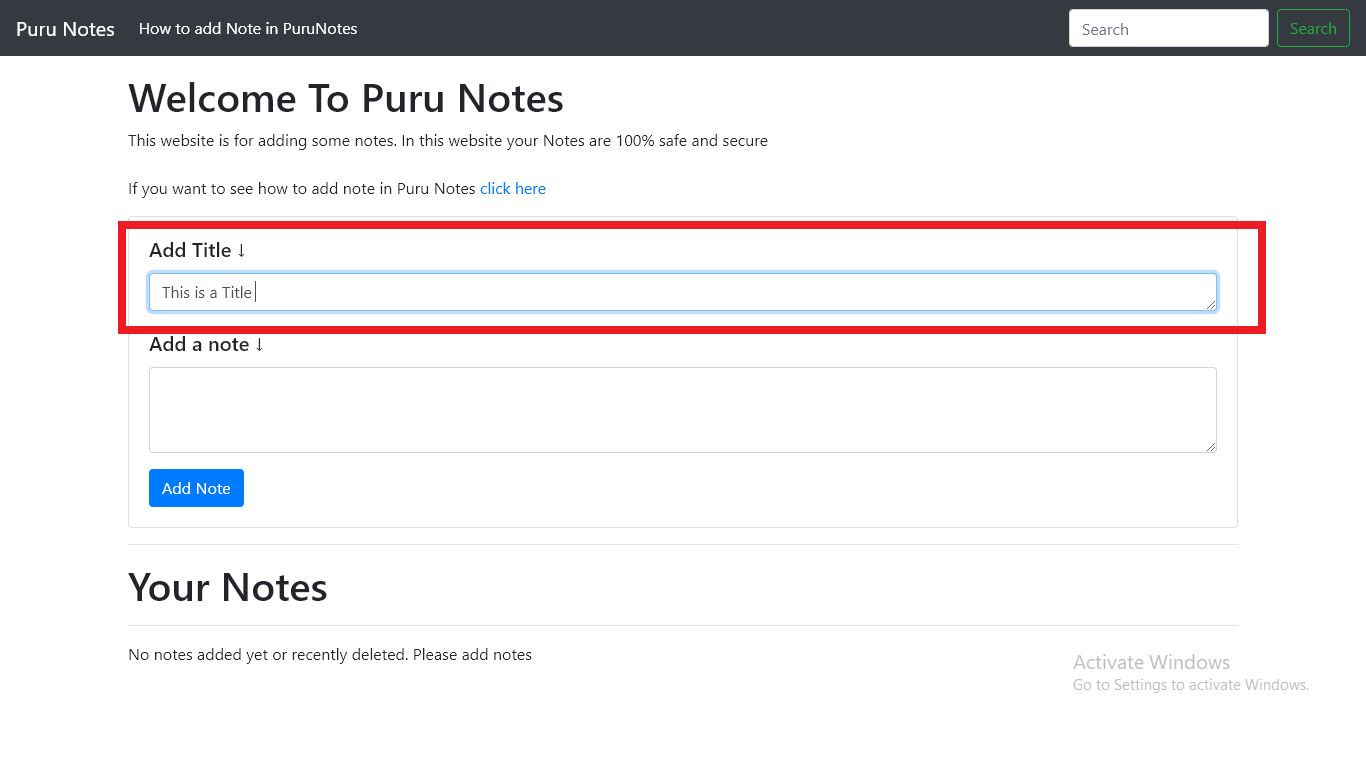 Puru Notes How to add Note in PuruNotes Search Search
Welcome To Puru Notes
This website is for adding some notes. In this website your Notes are 100% safe and secure
If you want to see how to add note in Puru Notes click here
Add Title ↓
This is a Title
Add a note ↓
Add Note
Your Notes
No notes added yet or recently deleted. Please add notes
Activate Windows
Go to Settings to activate Windows.